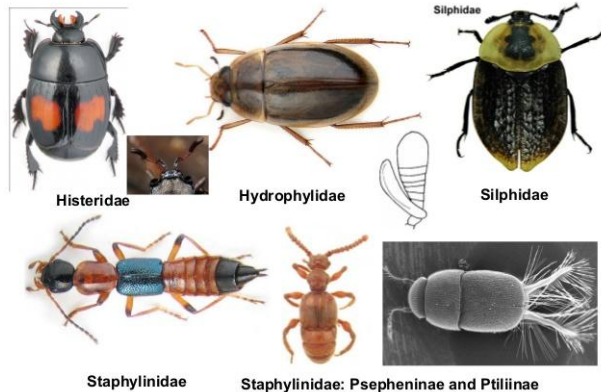 Silphidae
Histeridae
Hydrophylidae
Silphidae
Staphylinidae
Staphylinidae: Psepheninae and Ptiliinae